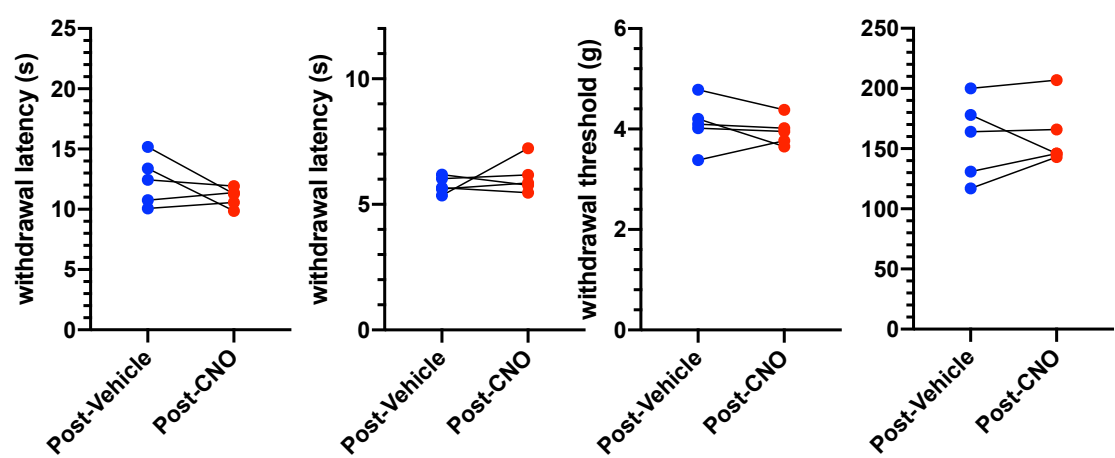 withdrawal latency (s)
25
20
15
10
5
0
Post-Vehicle
Post-CNO
withdrawal latency (s)
10
5
0
Post-Vehicle
Post-CNO
withdrawal threshold (g)
6
4
2
0
Post-Vehicle
Post-CNO
250
200
150
100
50
0
Post-Vehicle
Post-CNO